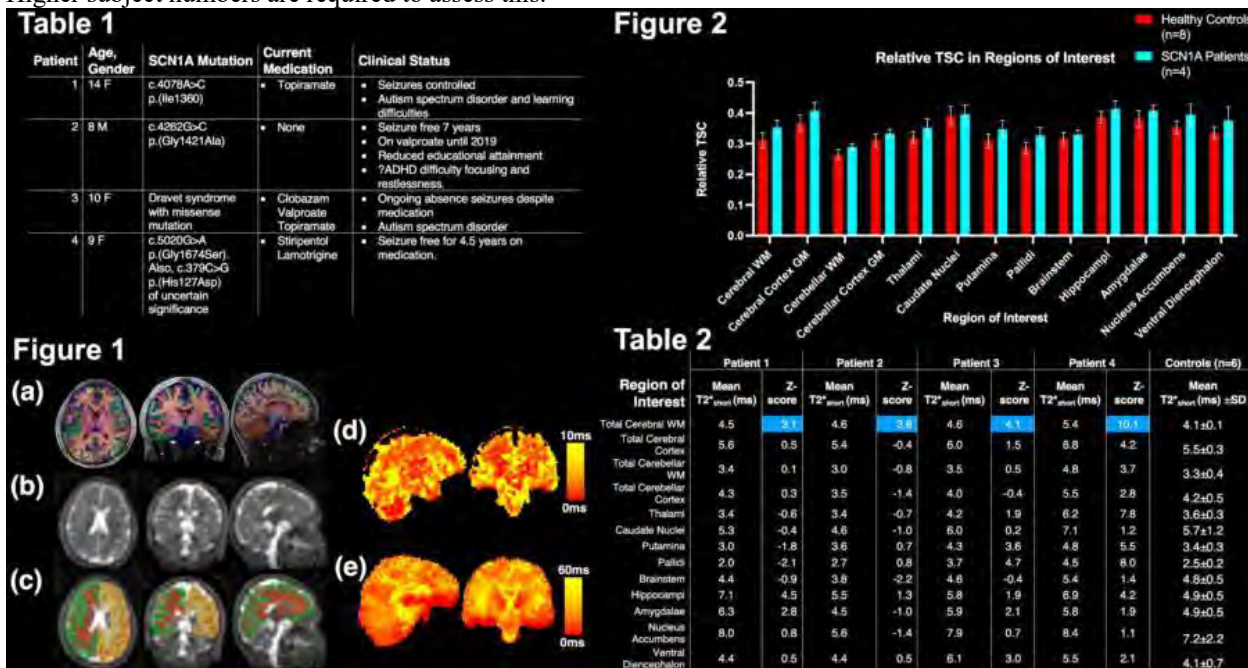 Higher subject numbers are required to assess this.
Table 1
Patient Age, Gender SCN1A Mutation Current Medication Clinical Status
1 14 F c.4078A>C p.(Ile1360) • Topiramate • Seizures controlled
• Autism spectrum disorder and learning difficulties
2 8 M c.4262G>C p.(Gly1421Ala) • None • Seizure free 7 years
• On valproate until 2019
• Reduced educational attainment
• ?ADHD difficulty focusing and restlessness.
3 10 F Dravet syndrome with missense mutation • Clobazam Valproate Topiramate • Ongoing absence seizures despite medication
• Autism spectrum disorder
4 9 F c.5020G>A p.(Gly1674Ser). Also, c.379C>G p.(His127Asp) of uncertain significance • Stiripentol Lamotrigine • Seizure free for 4.5 years on medication.
Figure 2
Healthy Controls (n=8)
SCN1A Patients (n=4)
Relative TSC in Regions of Interest
Relative TSC
0.5
0.4
0.3
0.2
0.1
0.0
Cerebral WM
Cerebral Cortex GM
Cerebellar WM
Cerebellar Cortex GM
Thalami
Caudate Nuclei
Putamina
Pallidi
Brainstem
Hippocampi
Amygdalae
Nucleus Accumbens
Ventral Diencephalon
Region of Interest
Figure 1
(a)
(b)
(c)
(d)
10ms
0ms
(e)
60ms
0ms
Table 2
Patient 1 Patient 2 Patient 3 Patient 4 Controls (n=6)
Region of Interest Mean T2*short (ms) Z-score Mean T2*short (ms) Z-score Mean T2*short (ms) Z-score Mean T2*short (ms) Z-score Mean T2*short (ms) ±SD
Total Cerebral WM 4.5 3.1 4.6 3.8 4.6 4.1 5.4 10.1 4.1±0.1
Total Cerebral Cortex 5.6 0.5 5.4 -0.4 6.0 1.5 6.8 4.2 5.5±0.3
Total Cerebellar WM 3.4 0.1 3.0 -0.8 3.5 0.5 4.8 3.7 3.3±0.4
Total Cerebellar Cortex 4.3 0.3 3.5 -1.4 4.0 -0.4 5.5 2.8 4.2±0.5
Thalami 3.4 -0.6 3.4 -0.7 4.2 1.9 6.2 7.8 3.6±0.3
Caudate Nuclei 5.3 -0.4 4.6 -1.0 6.0 0.2 7.1 1.2 5.7±1.2
Putamina 3.0 -1.8 3.6 0.7 4.3 3.6 4.8 5.5 3.4±0.3
Pallidi 2.0 -2.1 2.7 0.8 3.7 4.7 4.5 8.0 2.5±0.2
Brainstem 4.4 -0.9 3.8 -2.2 4.6 -0.4 5.4 1.4 4.8±0.5
Hippocampi 7.1 4.5 5.5 1.3 5.8 1.9 6.9 4.2 4.9±0.5
Amygdalae 6.3 2.8 4.5 -1.0 5.9 2.1 5.8 1.9 4.9±0.5
Nucleus Accumbens 8.0 0.8 5.6 -1.4 7.9 0.7 8.4 1.1 7.2±2.2
Ventral Diencephalon 4.4 0.5 4.4 0.5 6.1 3.0 5.5 2.1 4.1±0.7